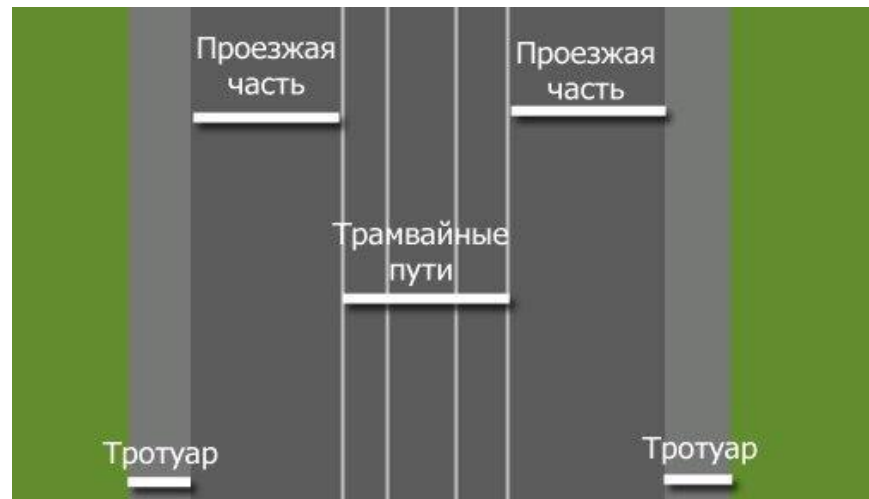 Проезжая
часть
Проезжая
часть
Трамвайные
пути
Тротуар
Тротуар